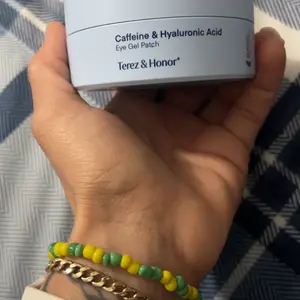 Caffeine & Hyaluronic Acid
Eye Gel Patch
Terez & Honor®